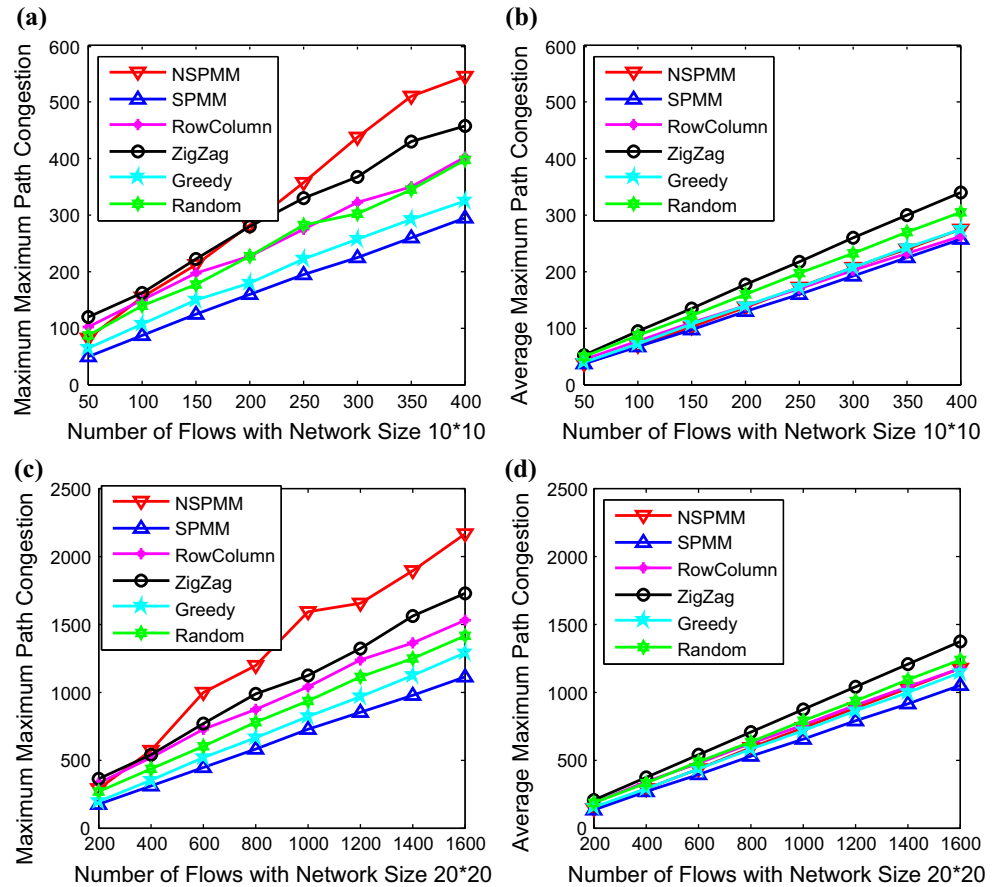 (a)
Maximum Maximum Path Congestion
600
500
400
300
200
100
0
NSPMM
SPMM
RowColumn
ZigZag
Greedy
Random
50 100 150 200 250 300 350 400
Number of Flows with Network Size 10*10
(b)
Average Maximum Path Congestion
600
500
400
300
200
100
0
NSPMM
SPMM
RowColumn
ZigZag
Greedy
Random
50 100 150 200 250 300 350 400
Number of Flows with Network Size 10*10
(c)
Maximum Maximum Path Congestion
2500
2000
1500
1000
500
0
NSPMM
SPMM
RowColumn
ZigZag
Greedy
Random
200 400 600 800 1000 1200 1400 1600
Number of Flows with Network Size 20*20
(d)
Average Maximum Path Congestion
2500
2000
1500
1000
500
0
NSPMM
SPMM
RowColumn
ZigZag
Greedy
Random
200 400 600 800 1000 1200 1400 1600
Number of Flows with Network Size 20*20